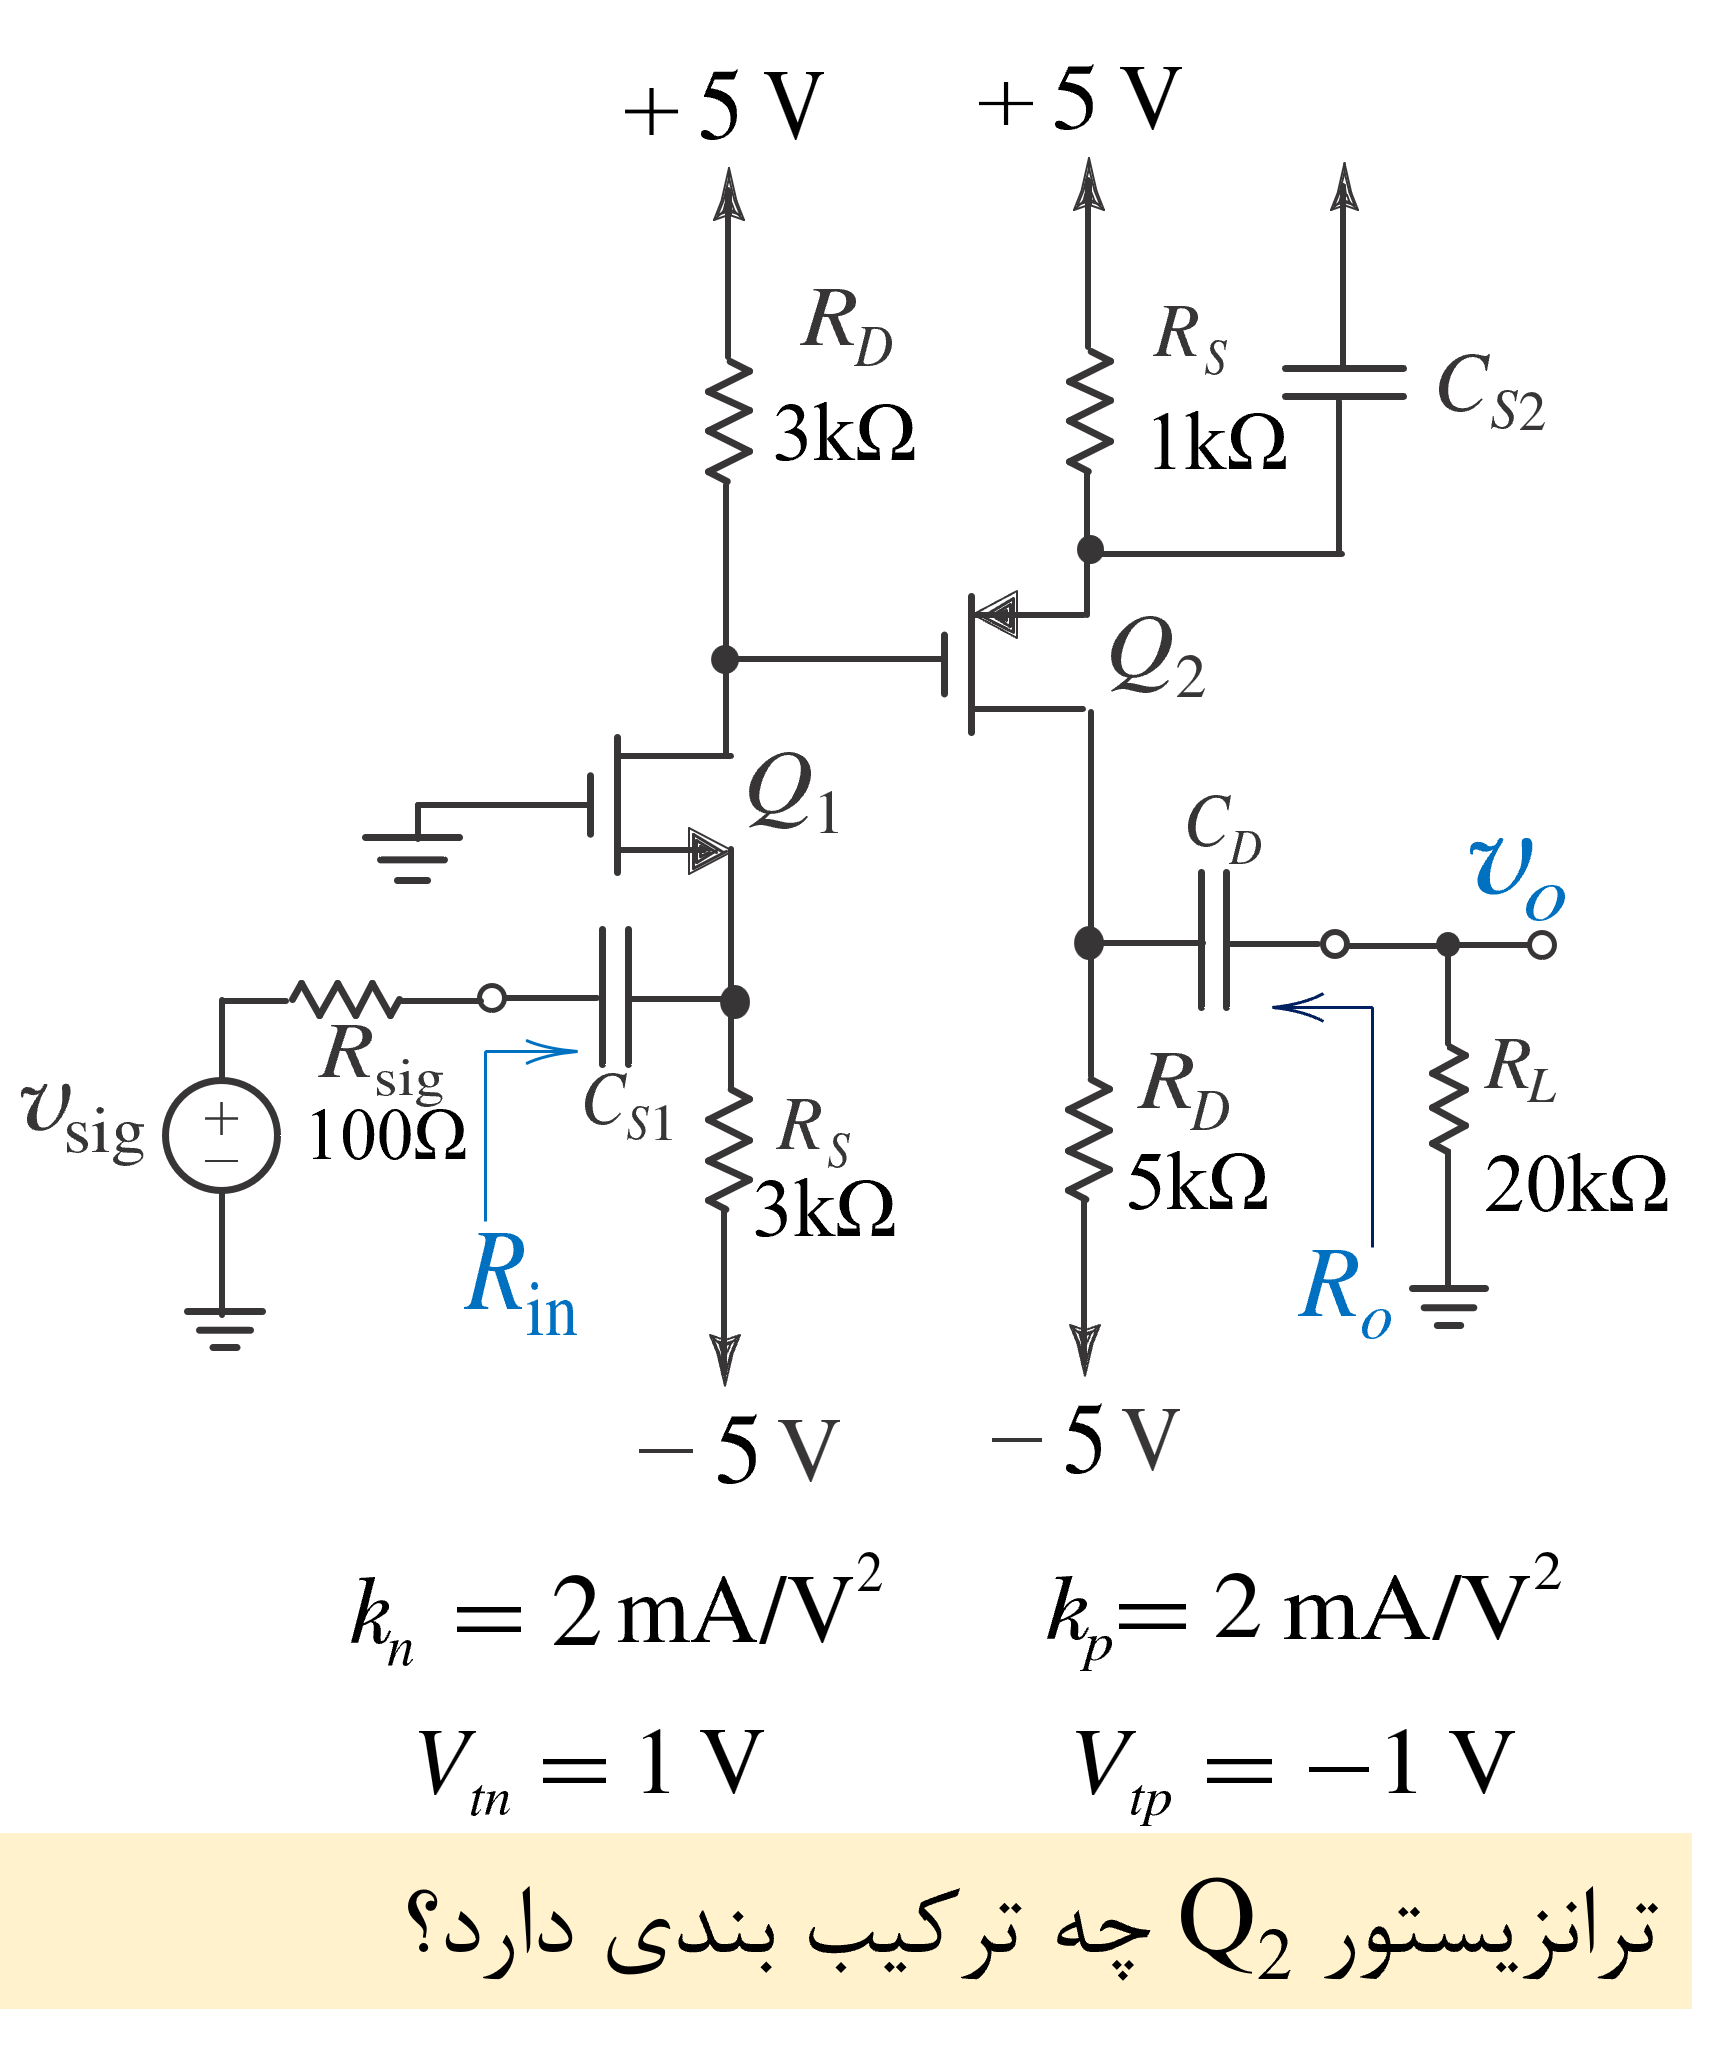 + 5 V
+ 5 V
R_D
3kΩ
R_S
1kΩ
C_S2
Q_2
Q_1
C_D
v_o
v_sig
+
−
R_sig
100Ω
C_S1
R_S
3kΩ
R_D
5kΩ
R_L
20kΩ
R_in
R_o
− 5 V
− 5 V
k_n = 2 mA/V² k_p = 2 mA/V²
V_tn = 1 V V_tp = −1 V
ترانزیستور Q₂ چه ترکیب بندی دارد؟